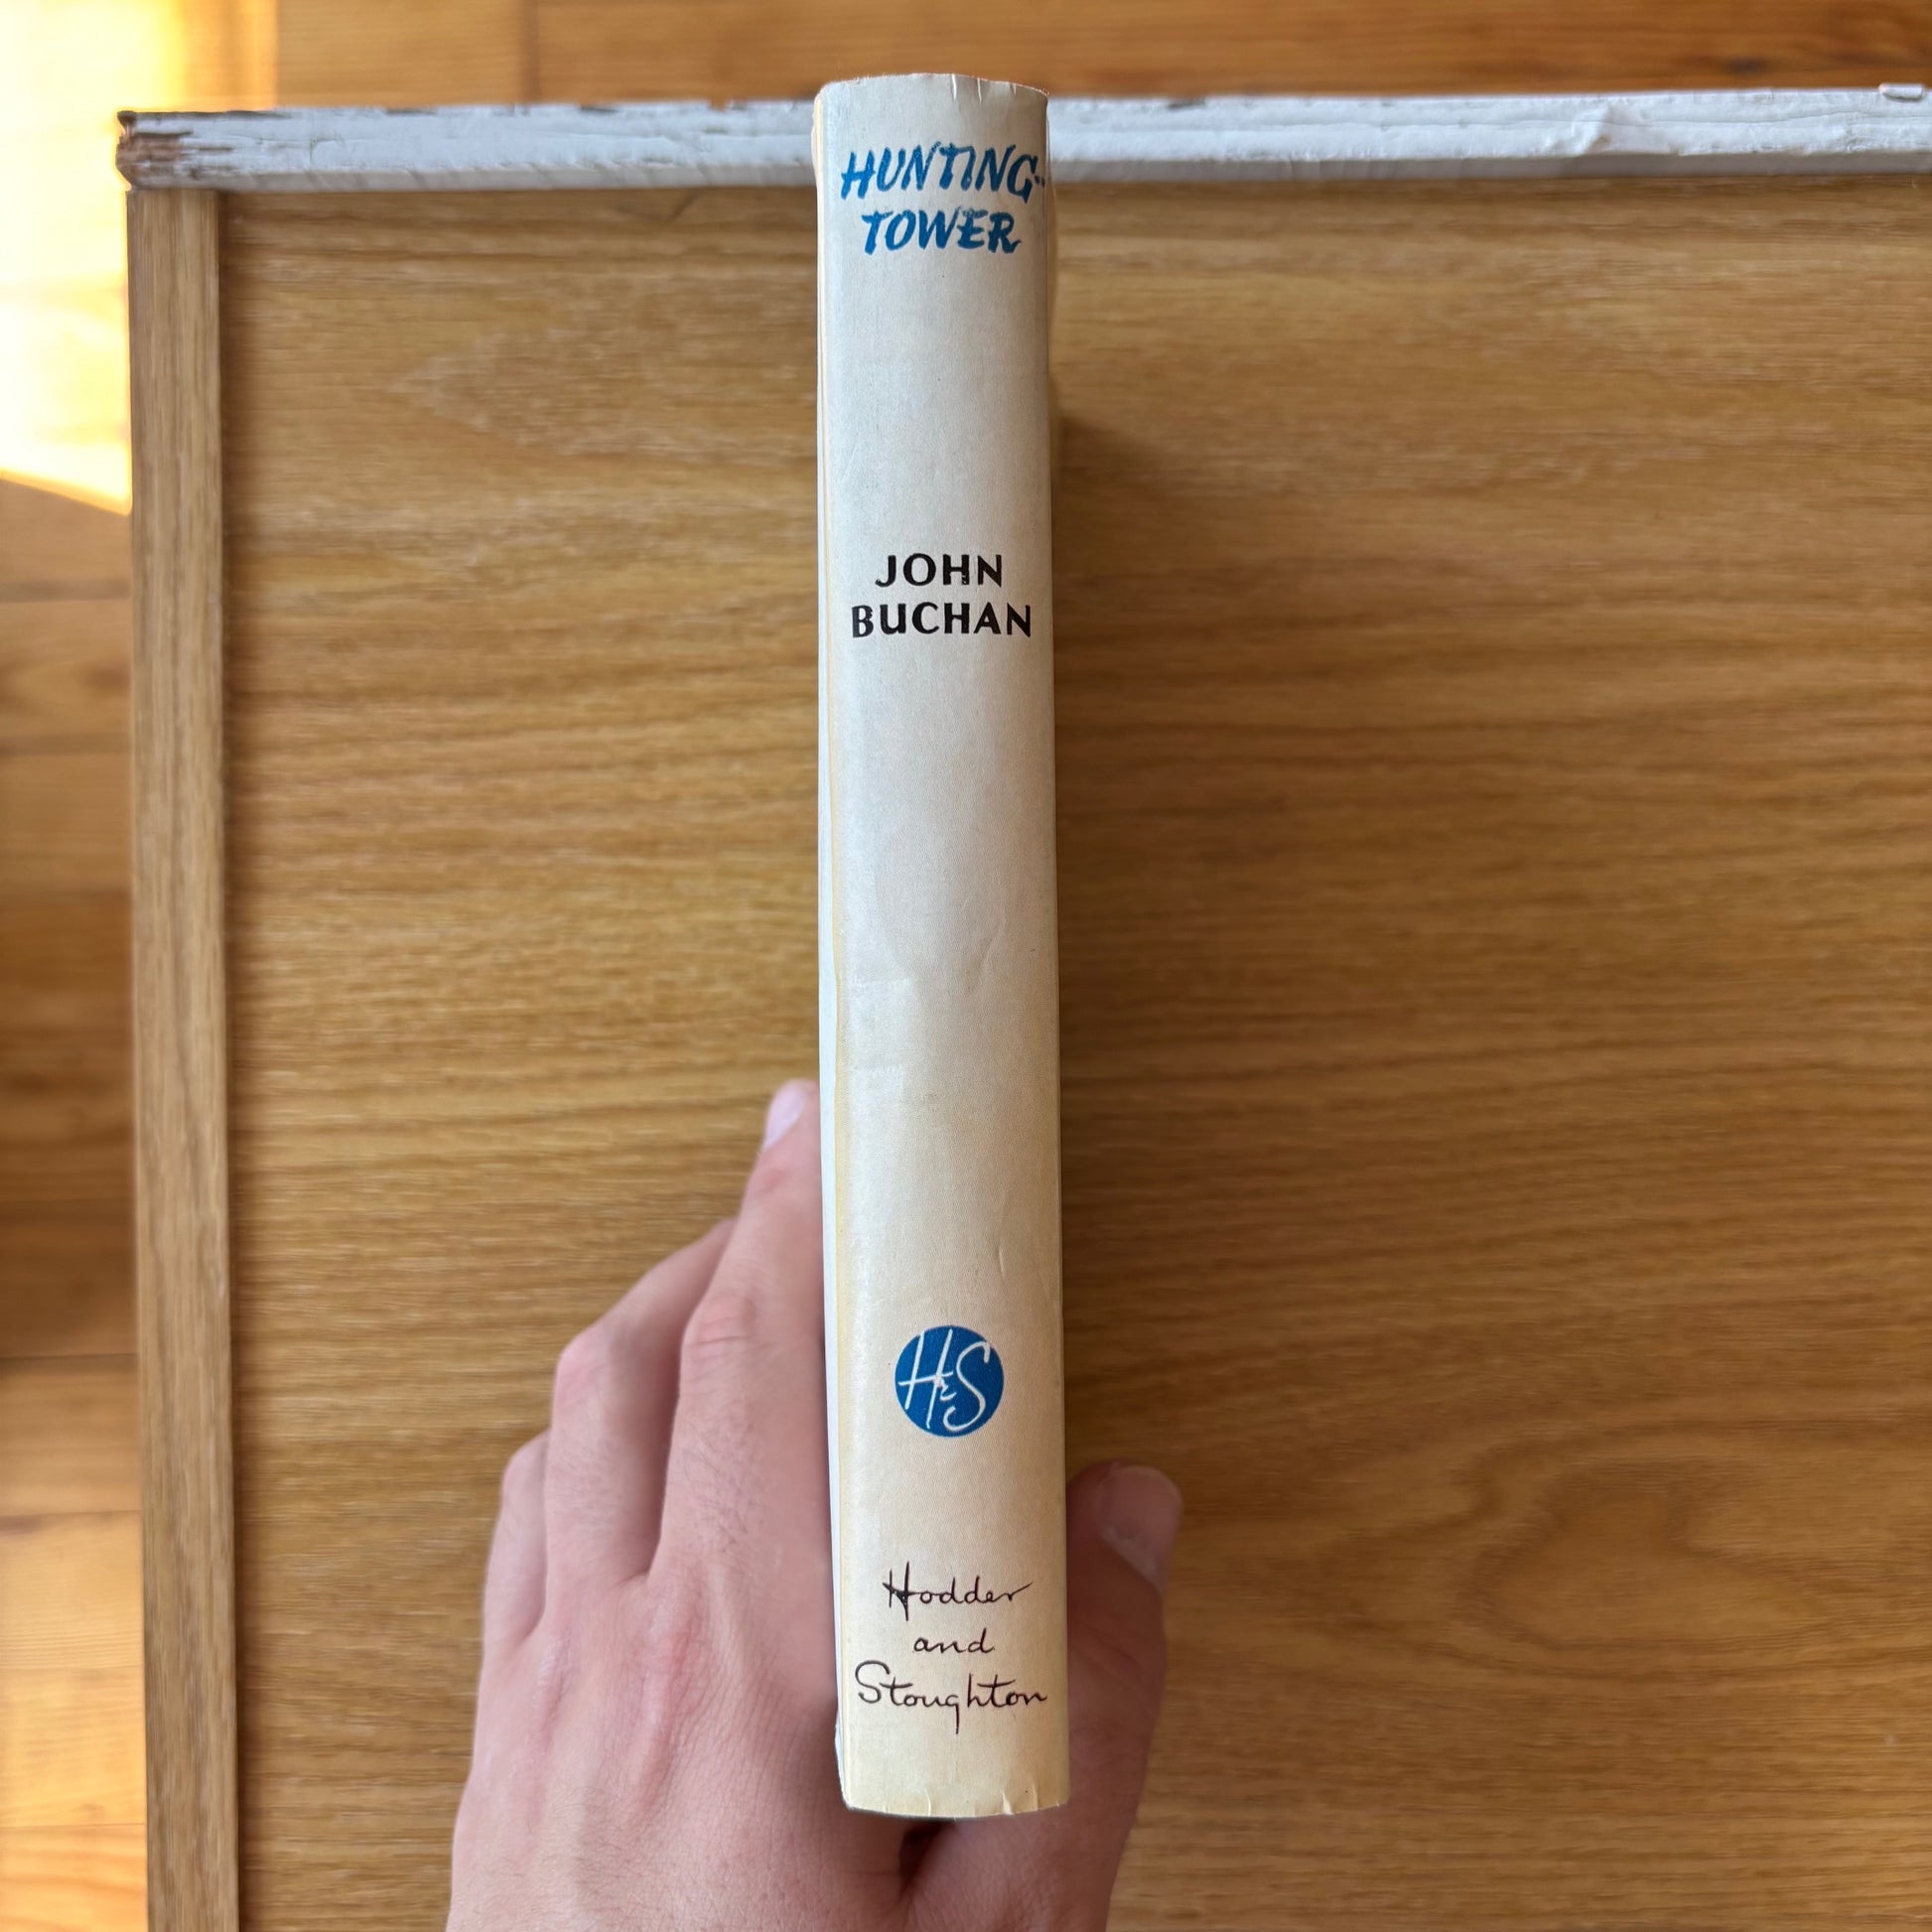 HUNTING-
TOWER
JOHN
BUCHAN
H&S
Hodder
and
Stoughton